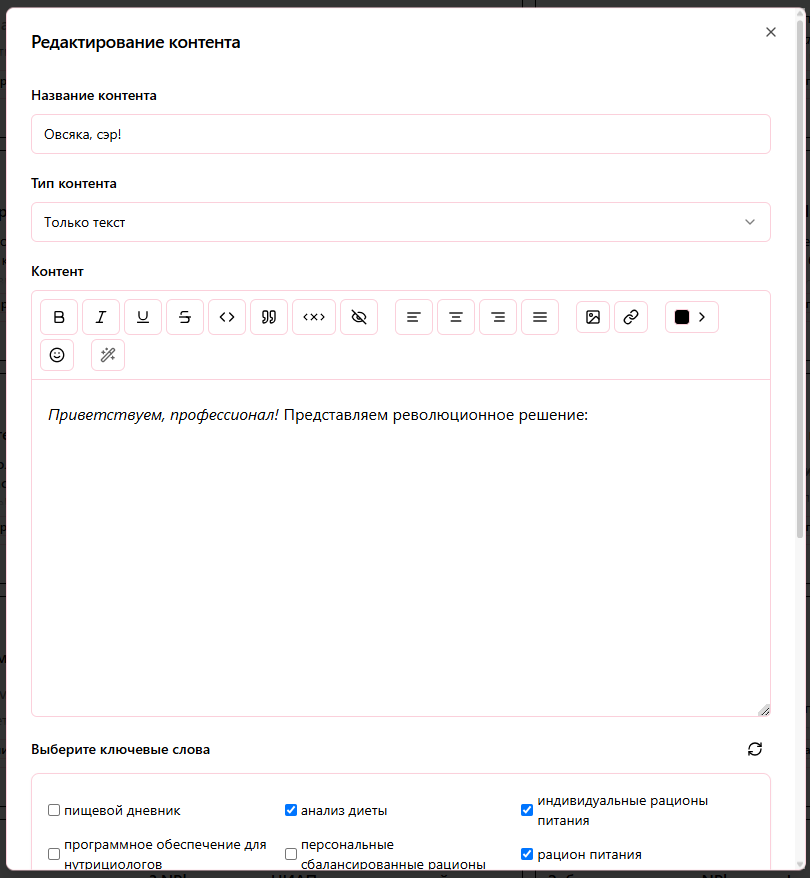 Редактирование контента
Название контента
Овсяка, сэр!
Тип контента
Только текст
Контент
Приветствуем, профессионал! Представляем революционное решение:
Выберите ключевые слова
пищевой дневник
анализ диеты
индивидуальные рационы
питания
программное обеспечение для
нутрициологов
персональные
сбалансированные рационы
рацион питания